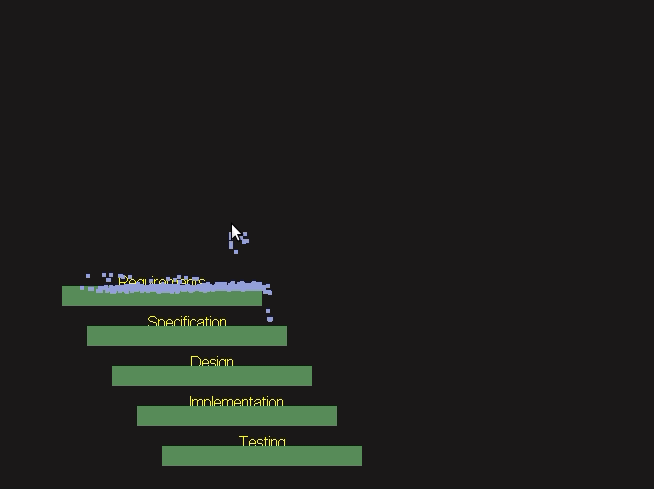 Requirements
Specification
Design
Implementation
Testing